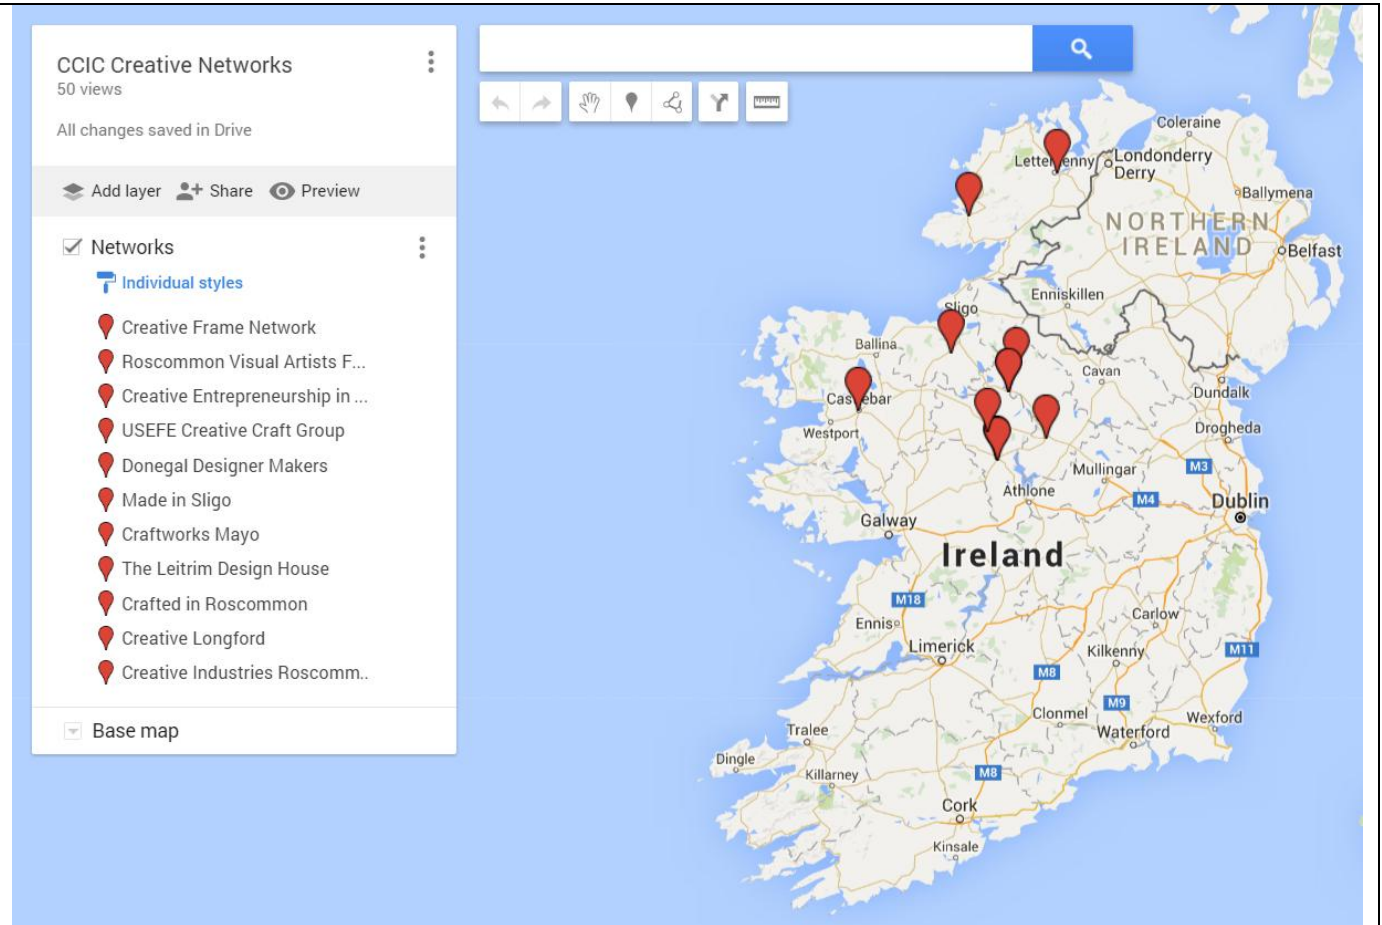 CCIC Creative Networks
50 views
All changes saved in Drive
Add layer Share Preview
Networks
Individual styles
Creative Frame Network
Roscommon Visual Artists F...
Creative Entrepreneurship in ...
USEFE Creative Craft Group
Donegal Designer Makers
Made in Sligo
Craftworks Mayo
The Leitrim Design House
Crafted in Roscommon
Creative Longford
Creative Industries Roscomm..
Base map
Coleraine
Londonderry
Derry
Ballymena
NORTHERN
IRELAND
Belfast
Enniskillen
Sligo
Ballina
Cavan
Dundalk
Westport
Drogheda
Mullingar
M3
Athlone
M4
Dublin
Galway
Ireland
M18
Ennis
Carlow
Limerick
Kilkenny
M11
M8
M9
Clonmel
Wexford
Tralee
Waterford
Dingle
Killarney
M8
Cork
Kinsale